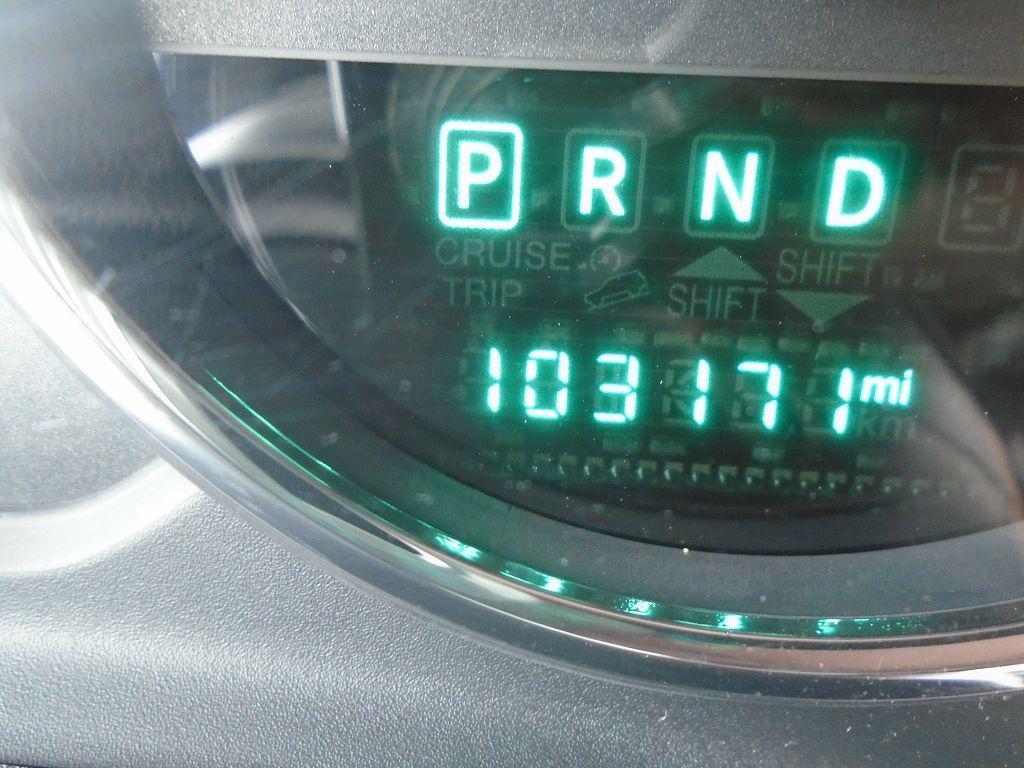 P R N D
CRUISE SHIFT
TRIP SHIFT
103171 mi
km